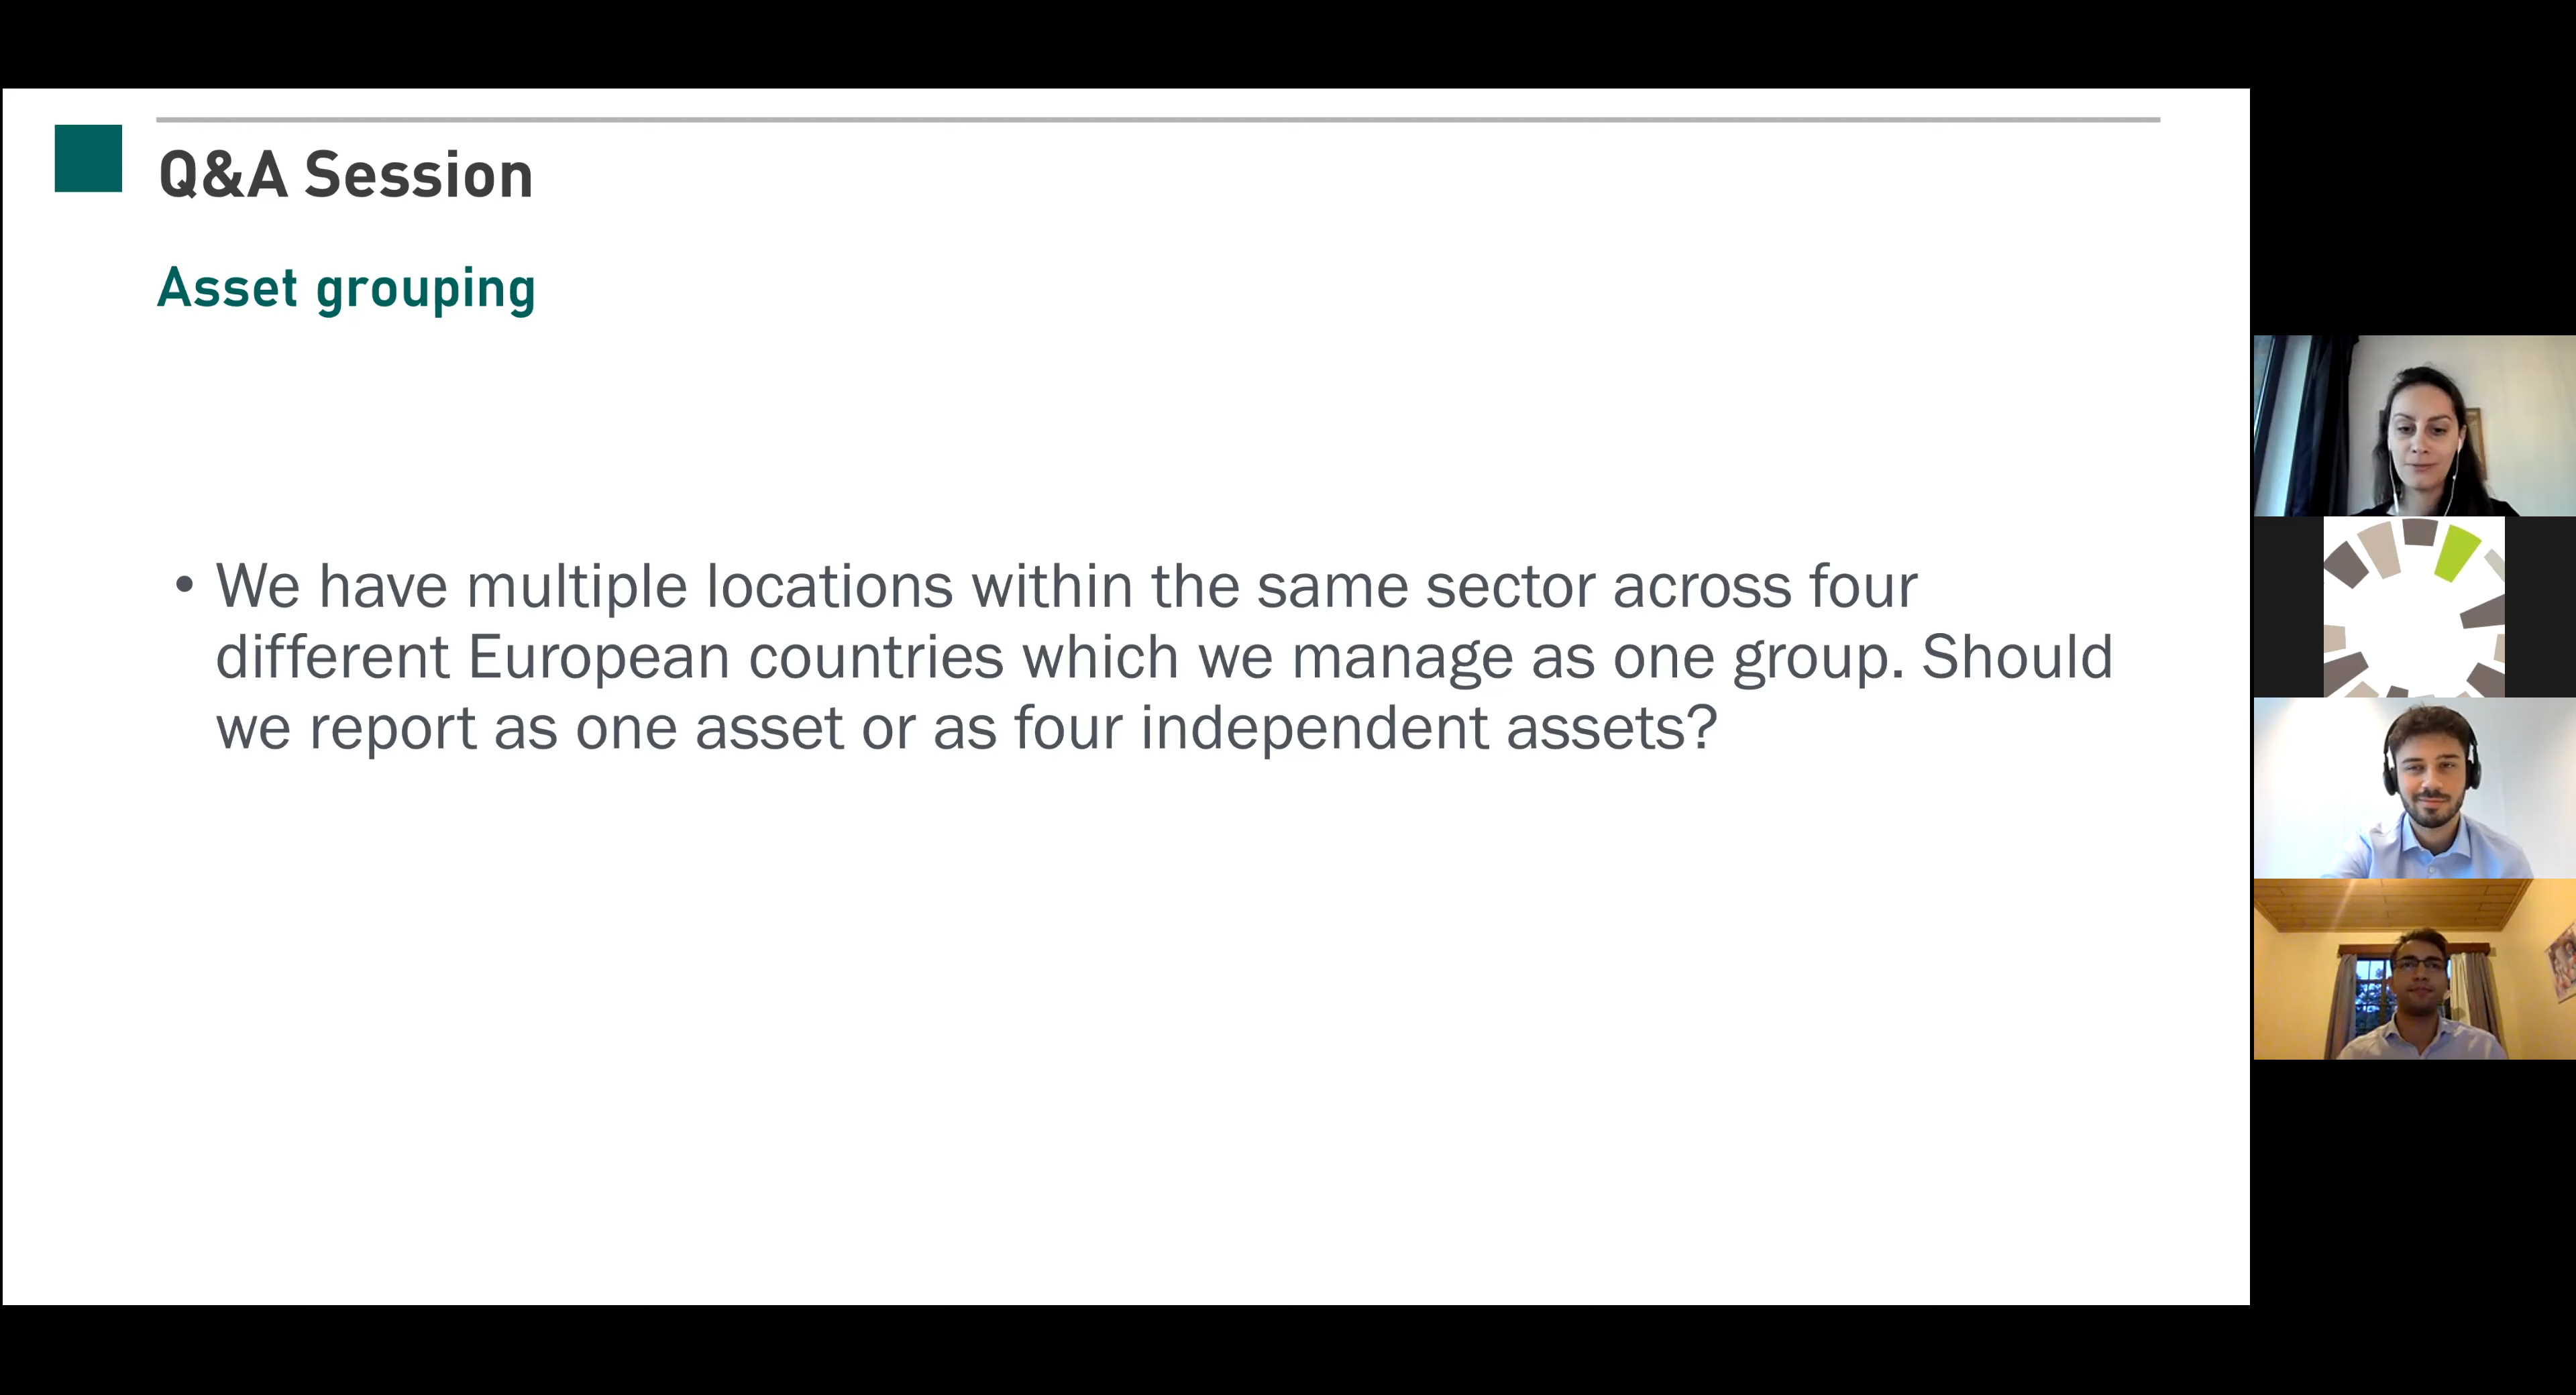 Q&A Session
Asset grouping
• We have multiple locations within the same sector across four
different European countries which we manage as one group. Should
we report as one asset or as four independent assets?